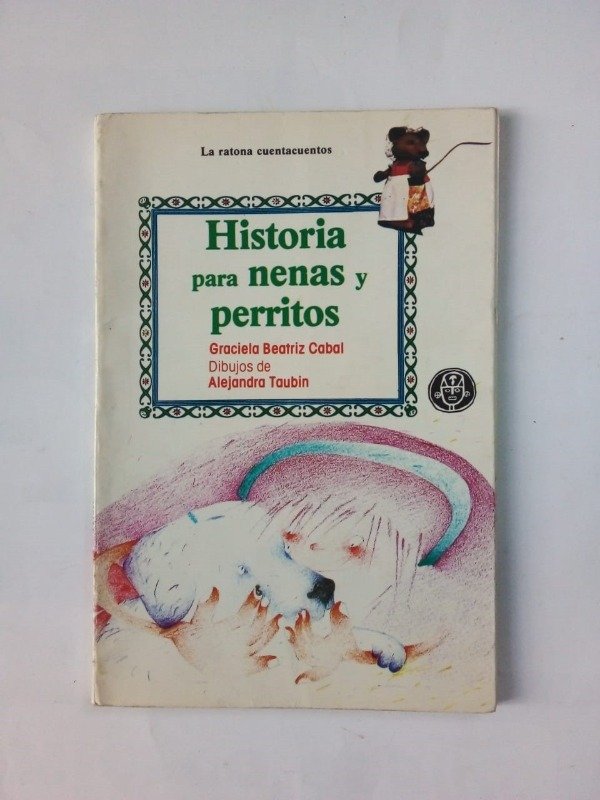 La ratona cuentacuentos
Historia
para nenas y
perritos
Graciela Beatriz Cabal
Dibujos de
Alejandra Taubin